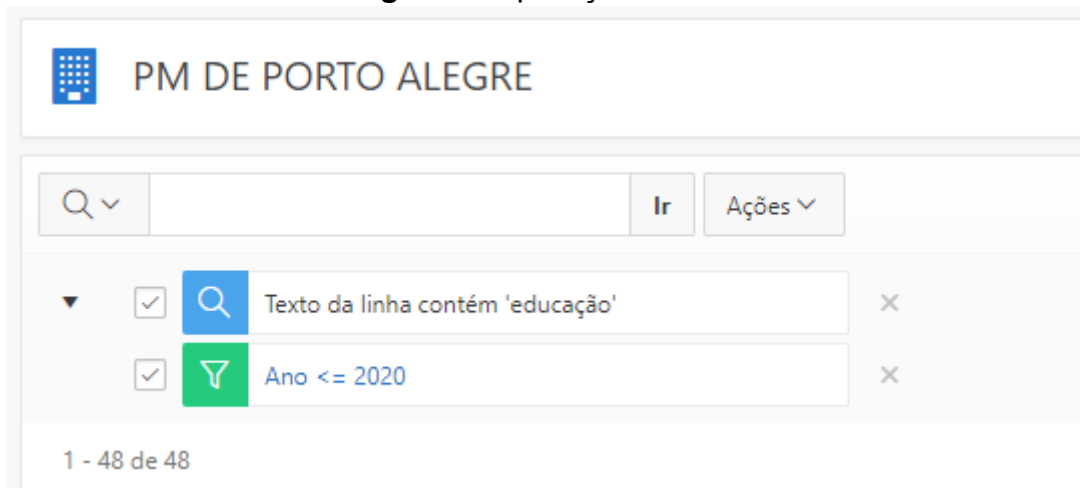 PM DE PORTO ALEGRE
Ir Ações
Texto da linha contém 'educação'
Ano <= 2020
1 - 48 de 48